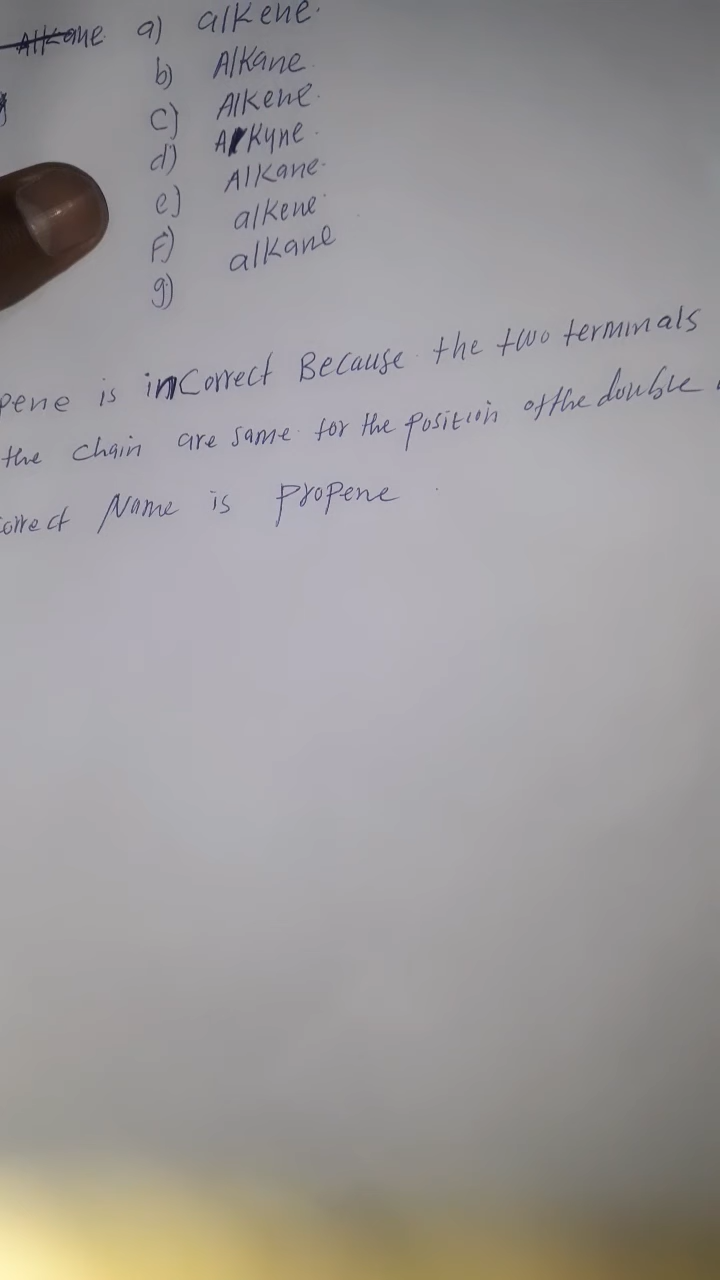 Alkane a) alkene.
b) Alkane
c) Alkene.
d) Alkyne.
e) Alkane.
F) alkene.
g) alkane
pene is incorrect Because the two terminals
the chain are same for the position of the double
correct Name is propene